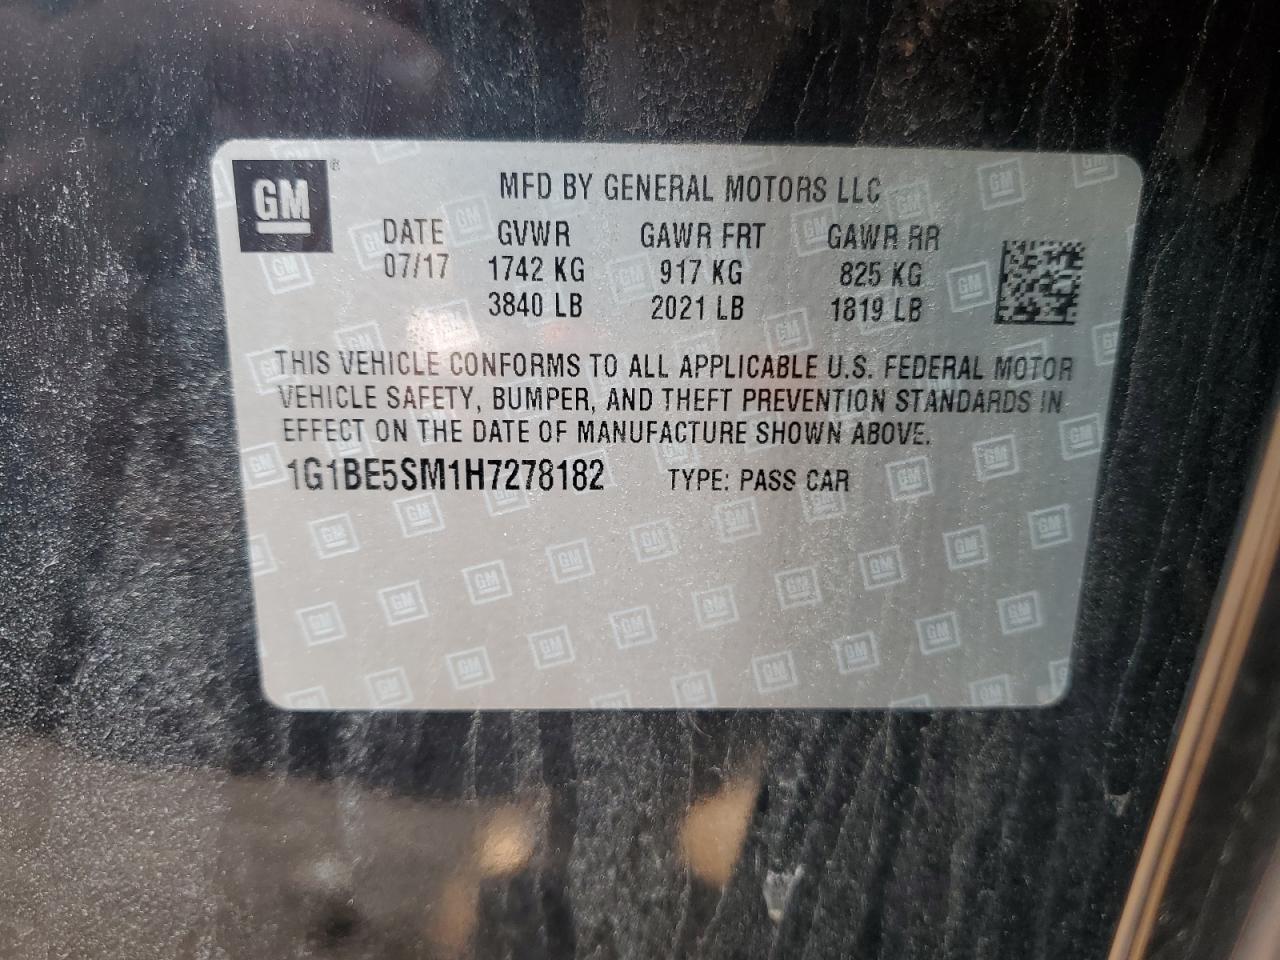 GM ®
MFD BY GENERAL MOTORS LLC
DATE GVWR GAWR FRT GAWR RR
07/17 1742 KG 917 KG 825 KG
3840 LB 2021 LB 1819 LB
THIS VEHICLE CONFORMS TO ALL APPLICABLE U.S. FEDERAL MOTOR
VEHICLE SAFETY, BUMPER, AND THEFT PREVENTION STANDARDS IN
EFFECT ON THE DATE OF MANUFACTURE SHOWN ABOVE.
1G1BE5SM1H7278182 TYPE: PASS CAR